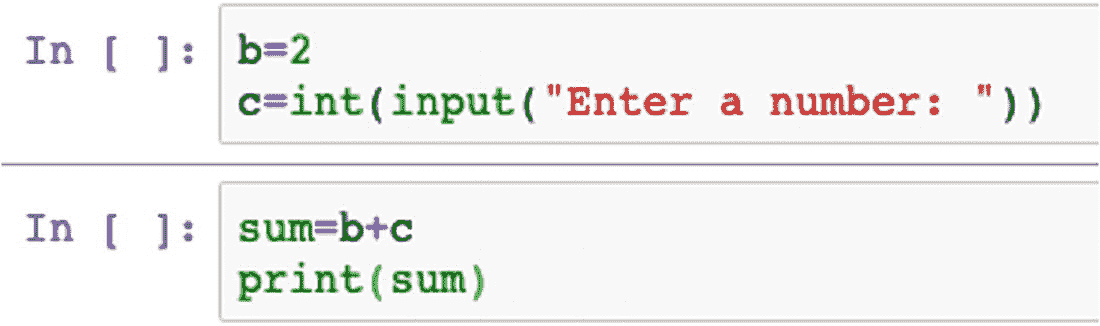 In [ ]: b=2
c=int(input("Enter a number: "))
In [ ]: sum=b+c
print(sum)